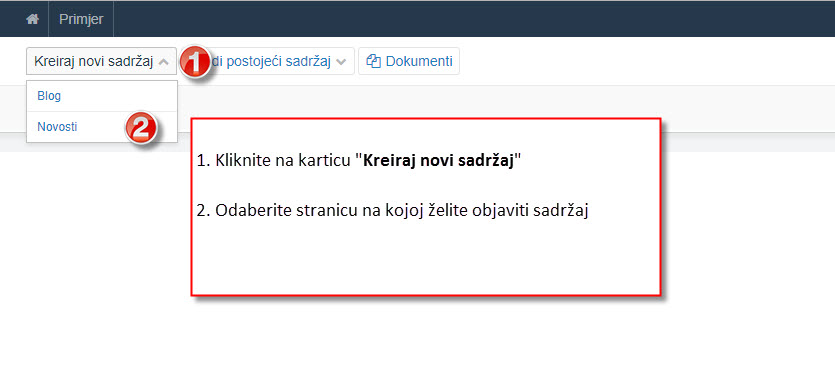 Primjer
Kreiraj novi sadržaj 1 di postojeći sadržaj Dokumenti
Blog
Novosti 2
1. Kliknite na karticu "Kreiraj novi sadržaj"
2. Odaberite stranicu na kojoj želite objaviti sadržaj